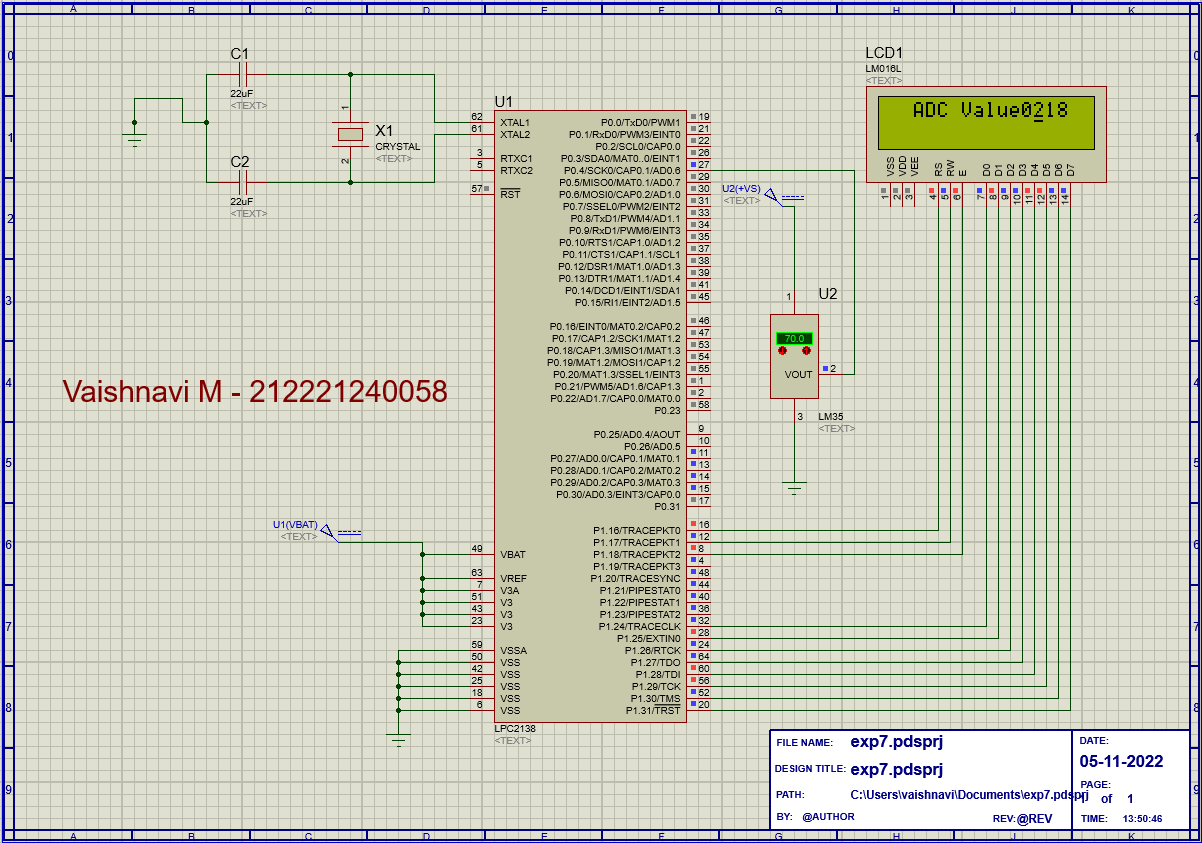 A B C D E F G H J K
0 0
1 1
2 2
3 3
4 4
5 5
6 6
7 7
8 8
9 9
C1
22uF
<TEXT>
C2
22uF
<TEXT>
1
X1
CRYSTAL
<TEXT>
2
Vaishnavi M - 212221240058
U1(VBAT)
<TEXT>
U1
62 XTAL1
61 XTAL2
3 RTXC1
5 RTXC2
57 RST
49 VBAT
63 VREF
7 V3A
51 V3
43 V3
23 V3
59 VSSA
50 VSS
42 VSS
25 VSS
18 VSS
6 VSS
P0.0/TxD0/PWM1 19
P0.1/RxD0/PWM3/EINT0 21
P0.2/SCL0/CAP0.0 22
P0.3/SDA0/MAT0..0/EINT1 26
P0.4/SCK0/CAP0.1/AD0.6 27
P0.5/MISO0/MAT0.1/AD0.7 29
P0.6/MOSI0/CAP0.2/AD1.0 30
P0.7/SSEL0/PWM2/EINT2 31
P0.8/TxD1/PWM4/AD1.1 33
P0.9/RxD1/PWM6/EINT3 34
P0.10/RTS1/CAP1.0/AD1.2 35
P0.11/CTS1/CAP1.1/SCL1 37
P0.12/DSR1/MAT1.0/AD1.3 38
P0.13/DTR1/MAT1.1/AD1.4 39
P0.14/DCD1/EINT1/SDA1 41
P0.15/RI1/EINT2/AD1.5 45
P0.16/EINT0/MAT0.2/CAP0.2 46
P0.17/CAP1.2/SCK1/MAT1.2 47
P0.18/CAP1.3/MISO1/MAT1.3 53
P0.19/MAT1.2/MOSI1/CAP1.2 54
P0.20/MAT1.3/SSEL1/EINT3 55
P0.21/PWM5/AD1.6/CAP1.3 1
P0.22/AD1.7/CAP0.0/MAT0.0 2
P0.23 58
P0.25/AD0.4/AOUT 9
P0.26/AD0.5 10
P0.27/AD0.0/CAP0.1/MAT0.1 11
P0.28/AD0.1/CAP0.2/MAT0.2 13
P0.29/AD0.2/CAP0.3/MAT0.3 14
P0.30/AD0.3/EINT3/CAP0.0 15
P0.31 17
P1.16/TRACEPKT0 16
P1.17/TRACEPKT1 12
P1.18/TRACEPKT2 8
P1.19/TRACEPKT3 4
P1.20/TRACESYNC 48
P1.21/PIPESTAT0 44
P1.22/PIPESTAT1 40
P1.23/PIPESTAT2 36
P1.24/TRACECLK 32
P1.25/EXTIN0 28
P1.26/RTCK 24
P1.27/TDO 64
P1.28/TDI 60
P1.29/TCK 56
P1.30/TMS 52
P1.31/TRST 20
LPC2138
<TEXT>
U2(+VS)
<TEXT>
1 U2
70.0
VOUT 2
3 LM35
<TEXT>
LCD1
LM016L
<TEXT>
ADC Value0218
VSS VDD VEE RS RW E D0 D1 D2 D3 D4 D5 D6 D7
1 2 3 4 5 6 7 8 9 10 11 12 13 14
FILE NAME: exp7.pdsprj
DESIGN TITLE: exp7.pdsprj
PATH: C:\Users\vaishnavi\Documents\exp7.pdsprj
BY: @AUTHOR REV:@REV
DATE:
05-11-2022
PAGE:
1 of 1
TIME: 13:50:46
A B C D E F G H J K